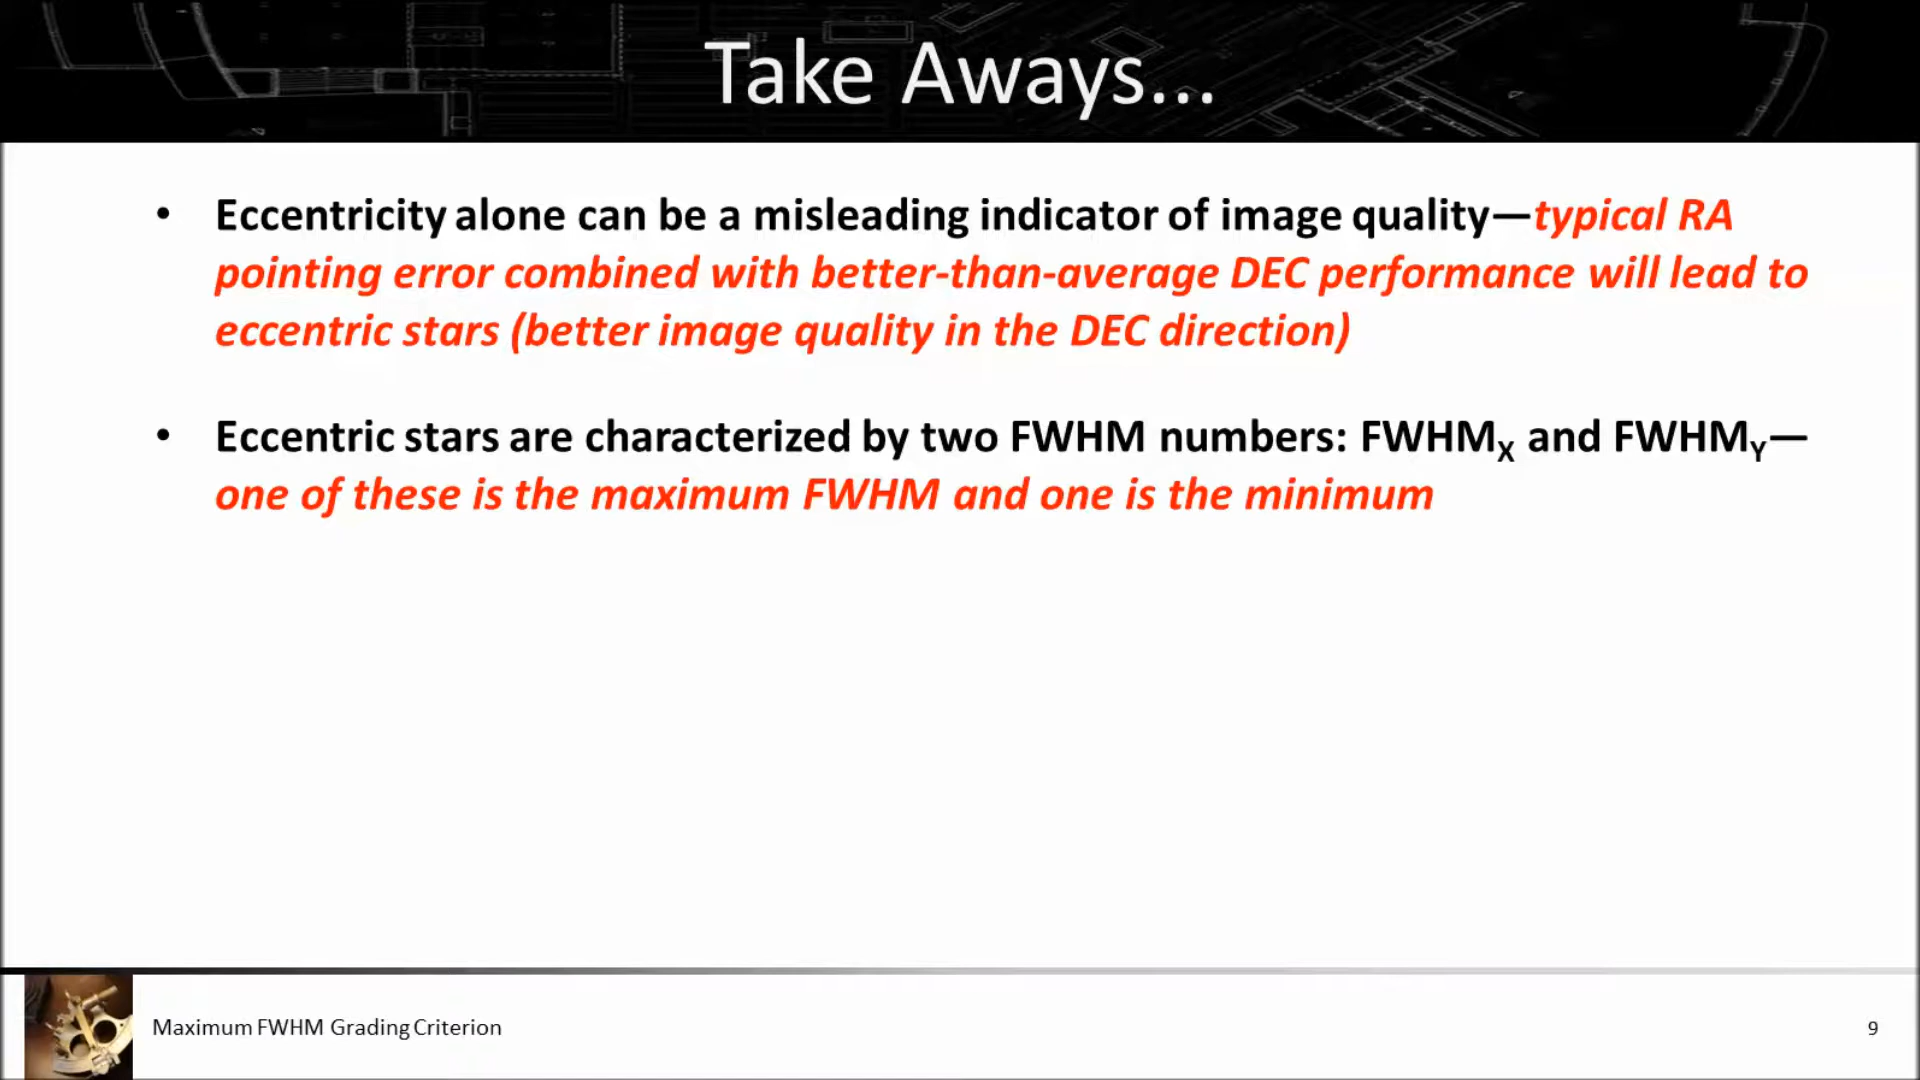 Take Aways...
• Eccentricity alone can be a misleading indicator of image quality—typical RA
pointing error combined with better-than-average DEC performance will lead to
eccentric stars (better image quality in the DEC direction)
• Eccentric stars are characterized by two FWHM numbers: FWHMX and FWHMY—
one of these is the maximum FWHM and one is the minimum
Maximum FWHM Grading Criterion
9